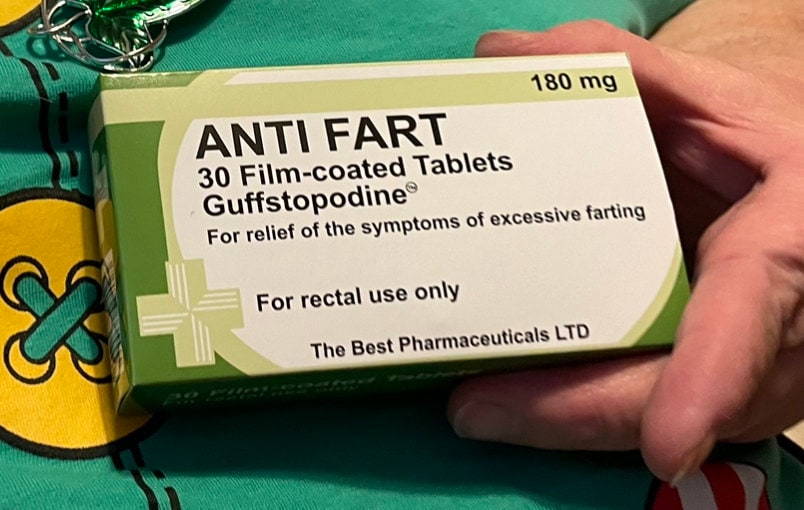 180 mg
ANTI FART
30 Film-coated Tablets
Guffstopodine™
For relief of the symptoms of excessive farting
For rectal use only
The Best Pharmaceuticals LTD
30 Film-coated Tablets